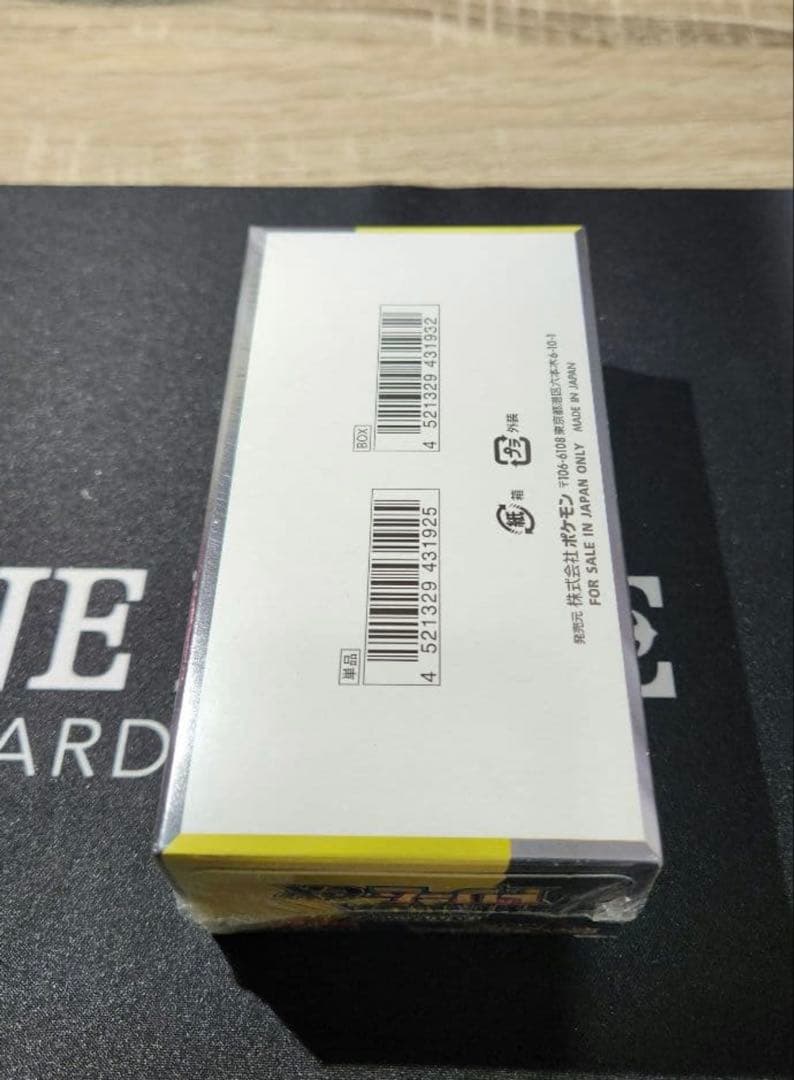 BOX
4 521329 431932
単品
4 521329 431925
プラ 外装
紙 箱
発売元 株式会社 ポケモン 〒106-6108 東京都港区六本木6-10-1
FOR SALE IN JAPAN ONLY MADE IN JAPAN
NE
E
ARD